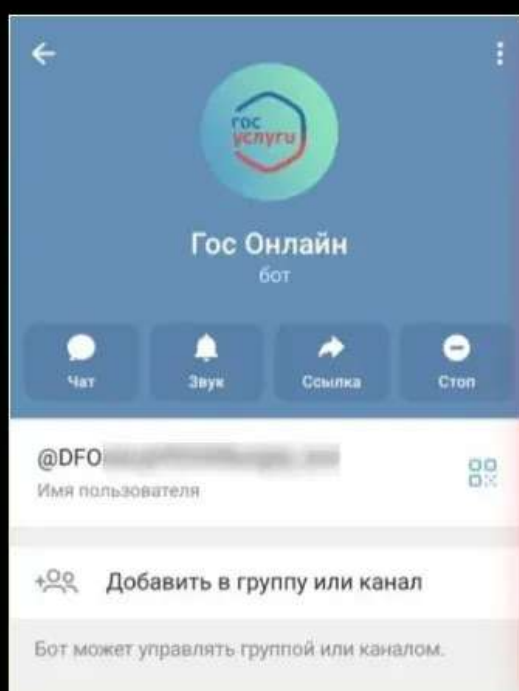 гос
услуги
Гос Онлайн
бот
Чат
Звук
Ссылка
Стоп
@DFO
Имя пользователя
Добавить в группу или канал
Бот может управлять группой или каналом.